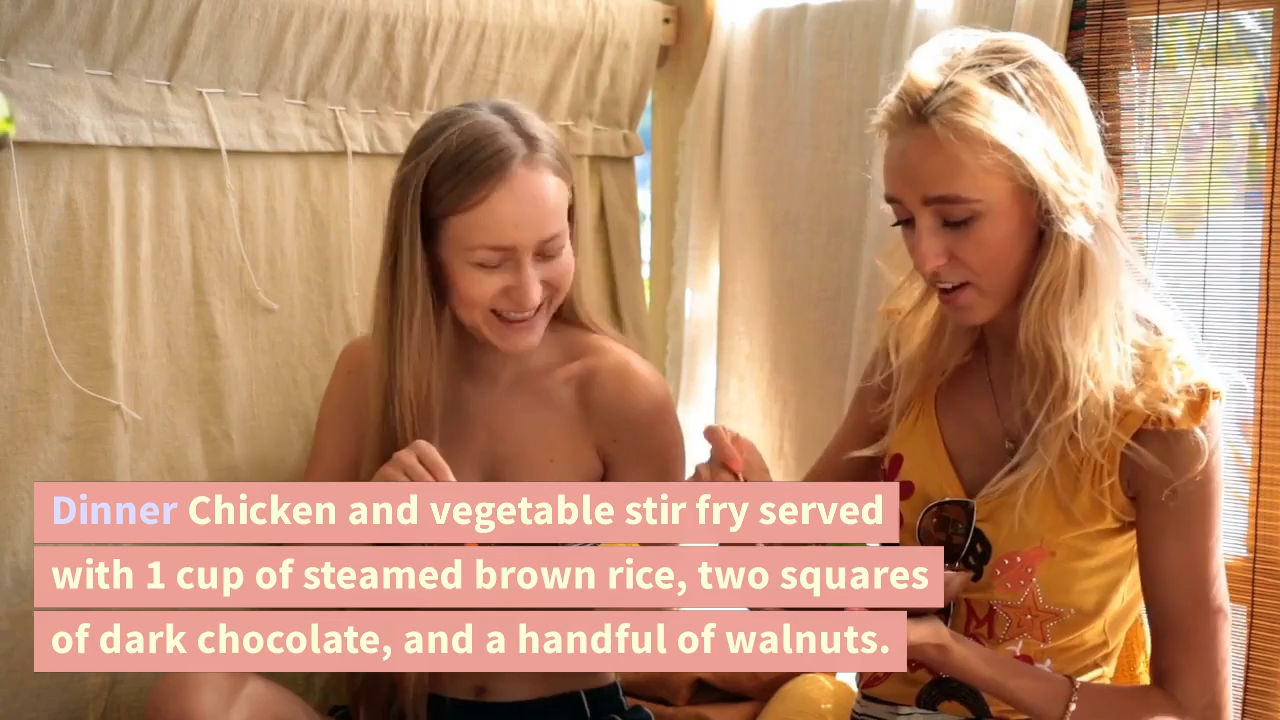 Dinner Chicken and vegetable stir fry served
with 1 cup of steamed brown rice, two squares
of dark chocolate, and a handful of walnuts.